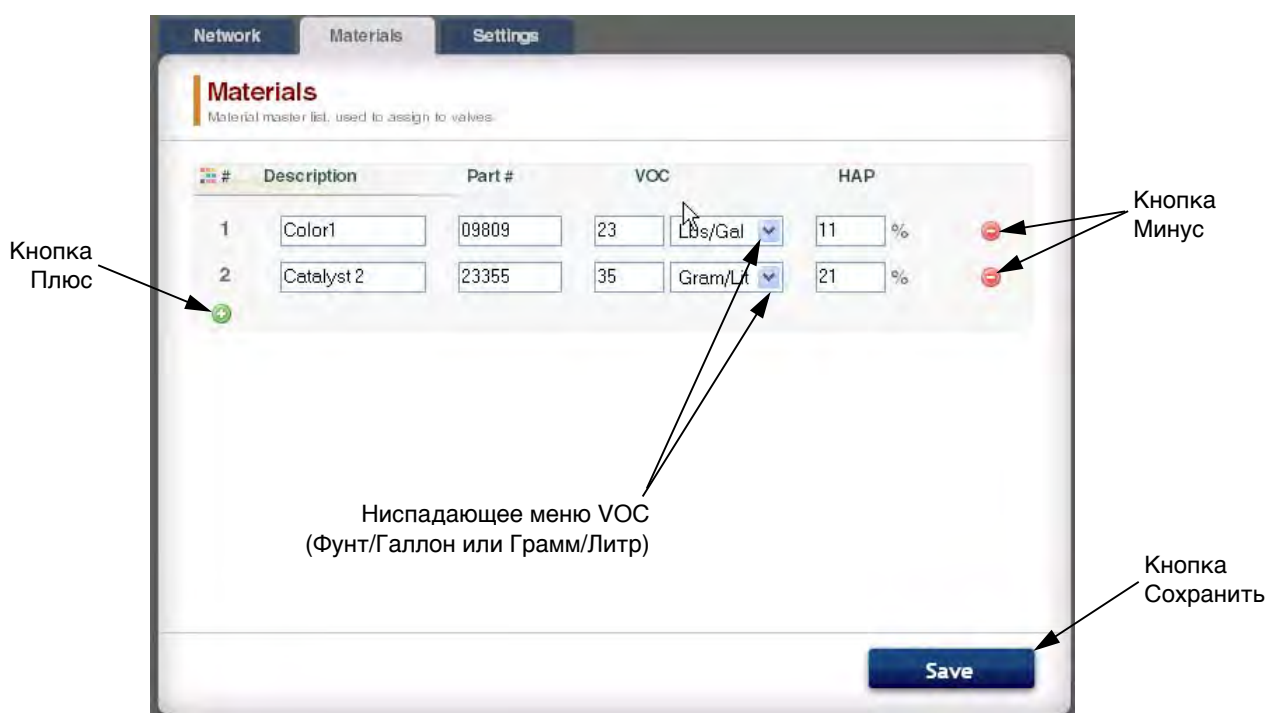 Network Materials Settings
Materials
Material master list, used to assign to valves
# Description Part # VOC HAP
1 Color1 09809 23 Lbs/Gal 11 %
2 Catalyst 2 23355 35 Gram/Lit 21 %
Кнопка
Плюс
Кнопка
Минус
Ниспадающее меню VOC
(Фунт/Галлон или Грамм/Литр)
Кнопка
Сохранить
Save